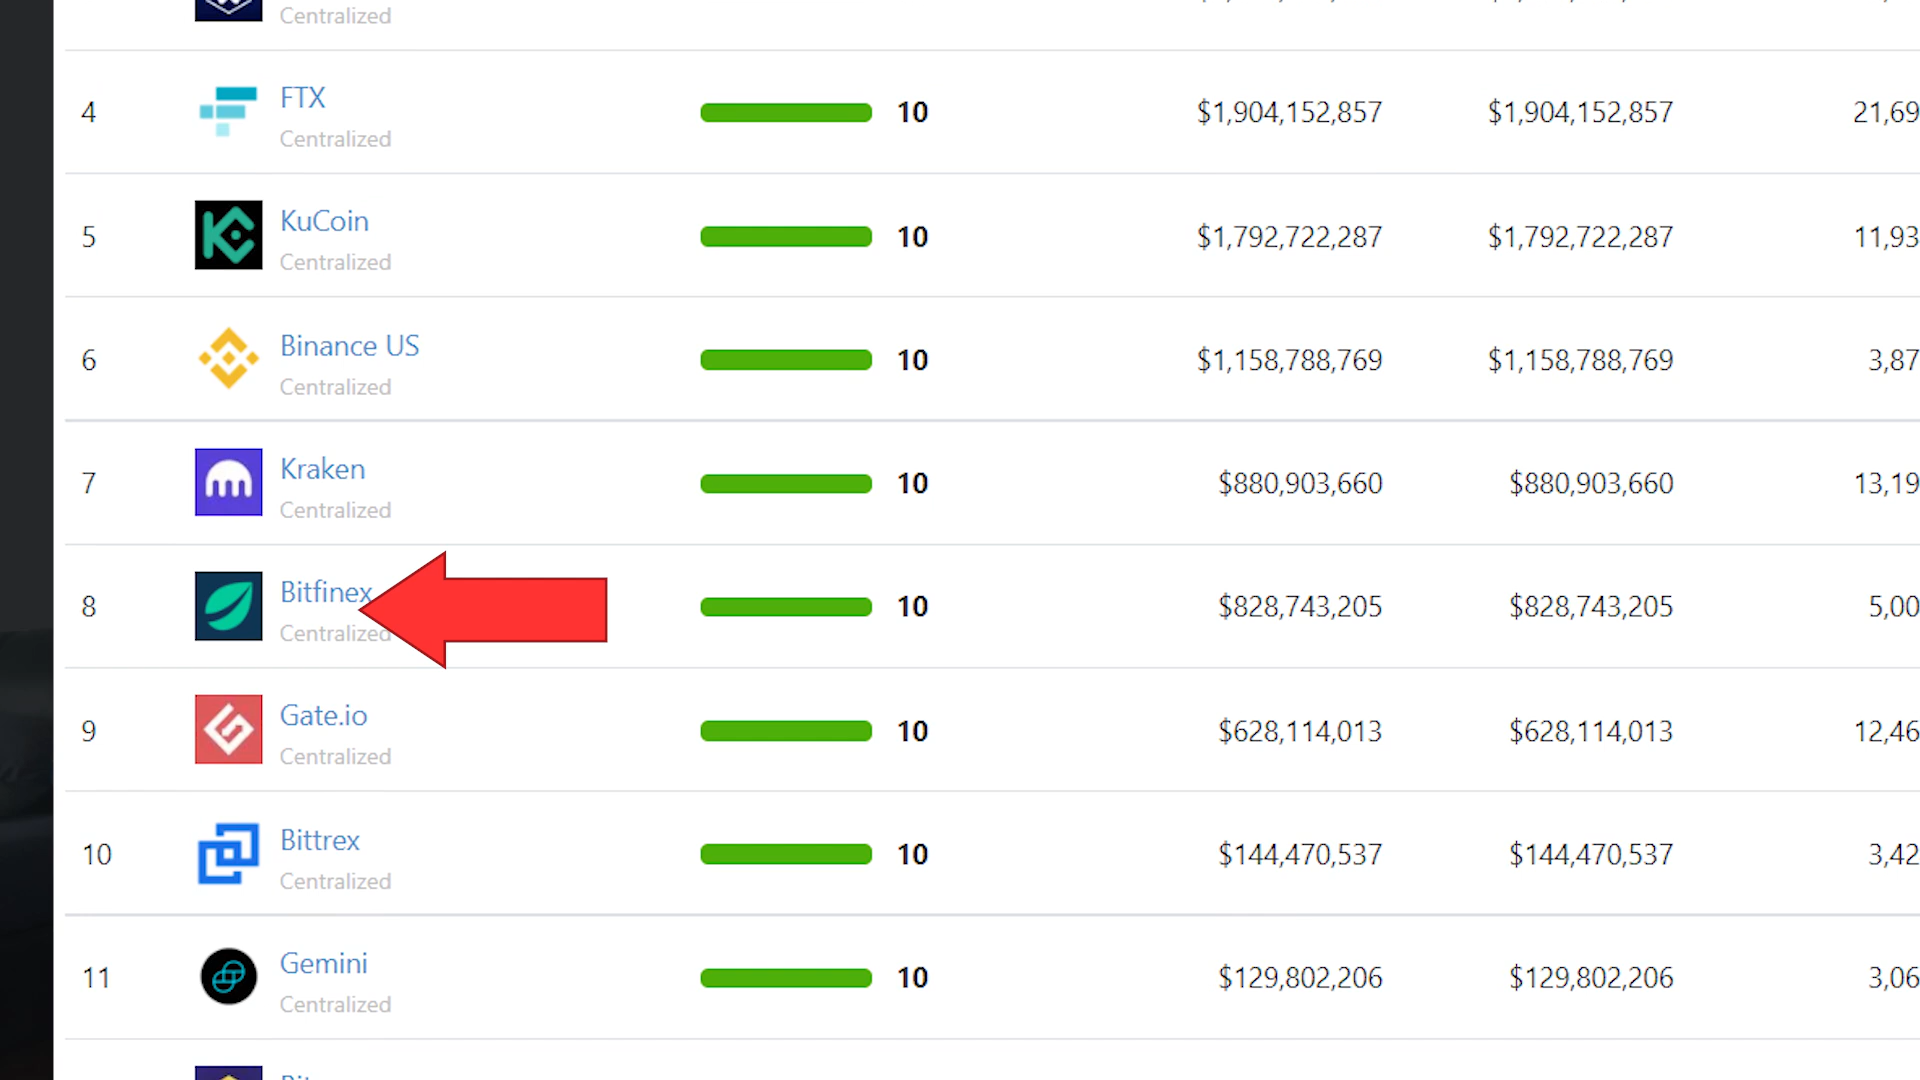 Centralized
4 FTX 10 $1,904,152,857 $1,904,152,857 21,69
Centralized
5 KuCoin 10 $1,792,722,287 $1,792,722,287 11,93
Centralized
6 Binance US 10 $1,158,788,769 $1,158,788,769 3,87
Centralized
7 Kraken 10 $880,903,660 $880,903,660 13,19
Centralized
8 Bitfinex 10 $828,743,205 $828,743,205 5,00
Centralized
9 Gate.io 10 $628,114,013 $628,114,013 12,46
Centralized
10 Bittrex 10 $144,470,537 $144,470,537 3,42
Centralized
11 Gemini 10 $129,802,206 $129,802,206 3,06
Centralized